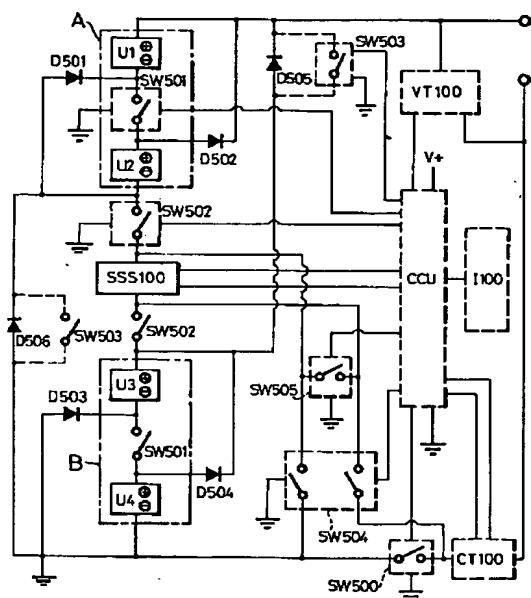 A
U1 ⊕ ⊖
SW503
D501
SW501
D505
VT100
D502
V+
U2 ⊕ ⊖
SW502
CCU
I100
SSS100
D506
SW503
SW502
U3 ⊕ ⊖
SW505
D503
SW501
B
D504
U4 ⊕ ⊖
SW504
CT100
SW500